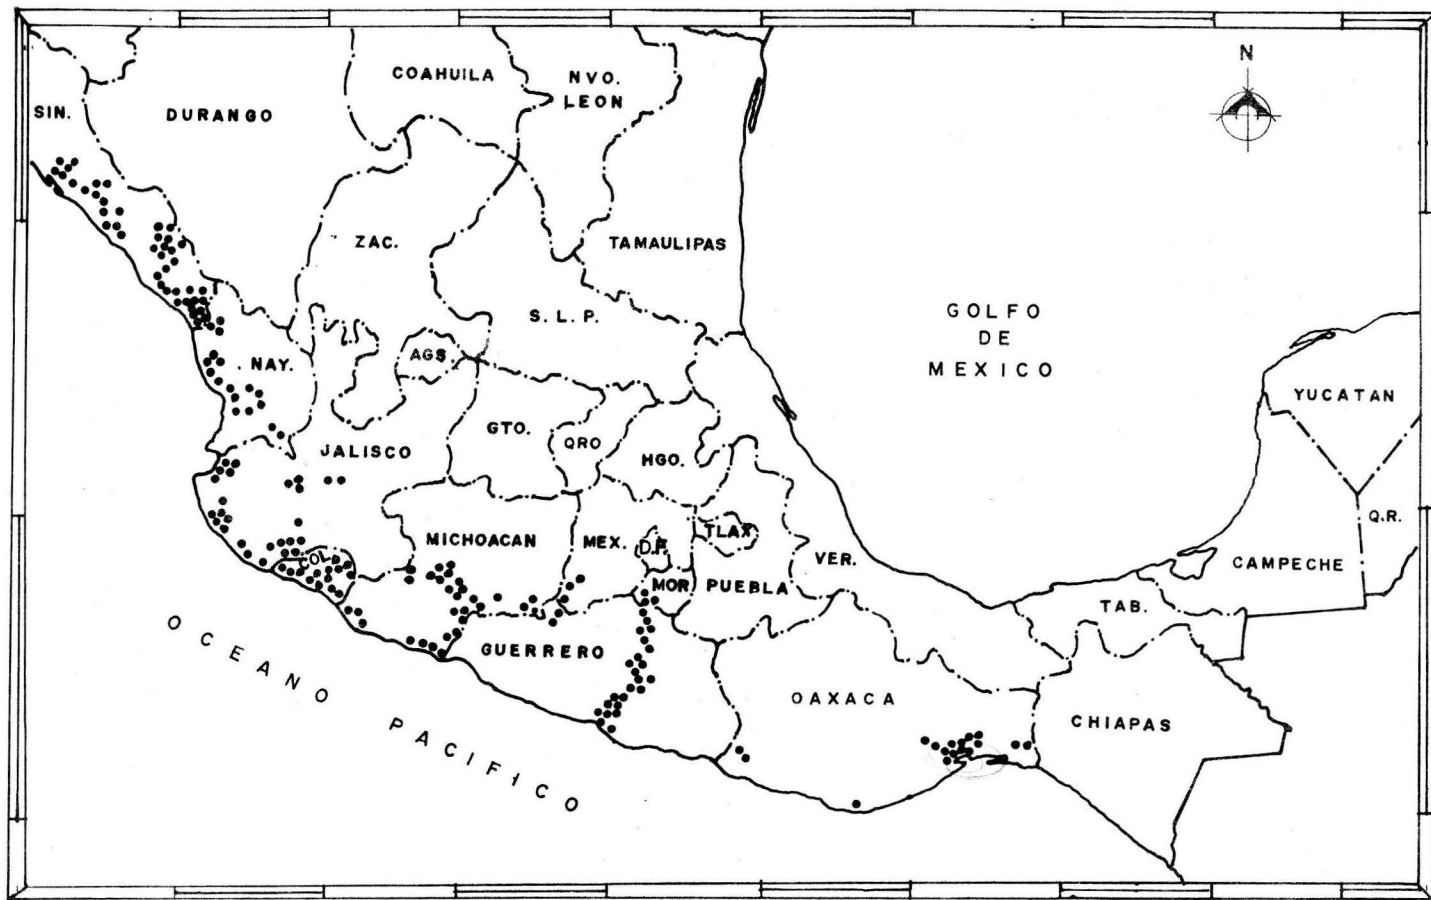 N
COAHUILA
NVO.
LEON
SIN.
DURANGO
ZAC.
TAMAULIPAS
S. L. P.
GOLFO
DE
MEXICO
NAY.
AGS.
YUCATAN
JALISCO
GTO.
QRO
HGO.
Q.R.
MICHOACAN
MEX.
D.F.
TLAX
VER.
CAMPECHE
MOR
PUEBLA
TAB.
GUERRERO
OAXACA
CHIAPAS
OCEANO PACIFICO